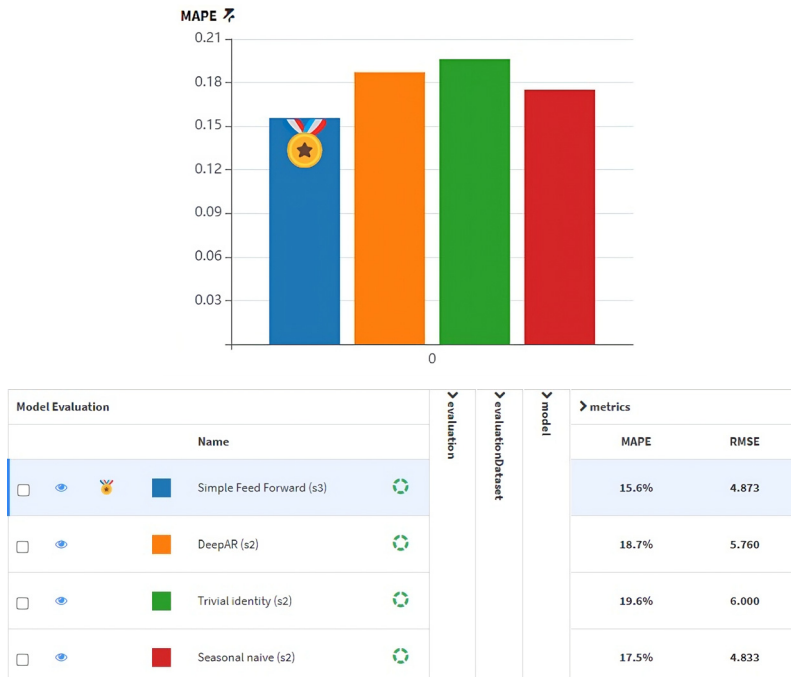 MAPE
0.21
0.18
0.15
0.12
0.09
0.06
0.03
0
Model Evaluation
evaluation
evaluationDataset
model
metrics
Name
MAPE
RMSE
Simple Feed Forward (s3)
15.6%
4.873
DeepAR (s2)
18.7%
5.760
Trivial identity (s2)
19.6%
6.000
Seasonal naive (s2)
17.5%
4.833